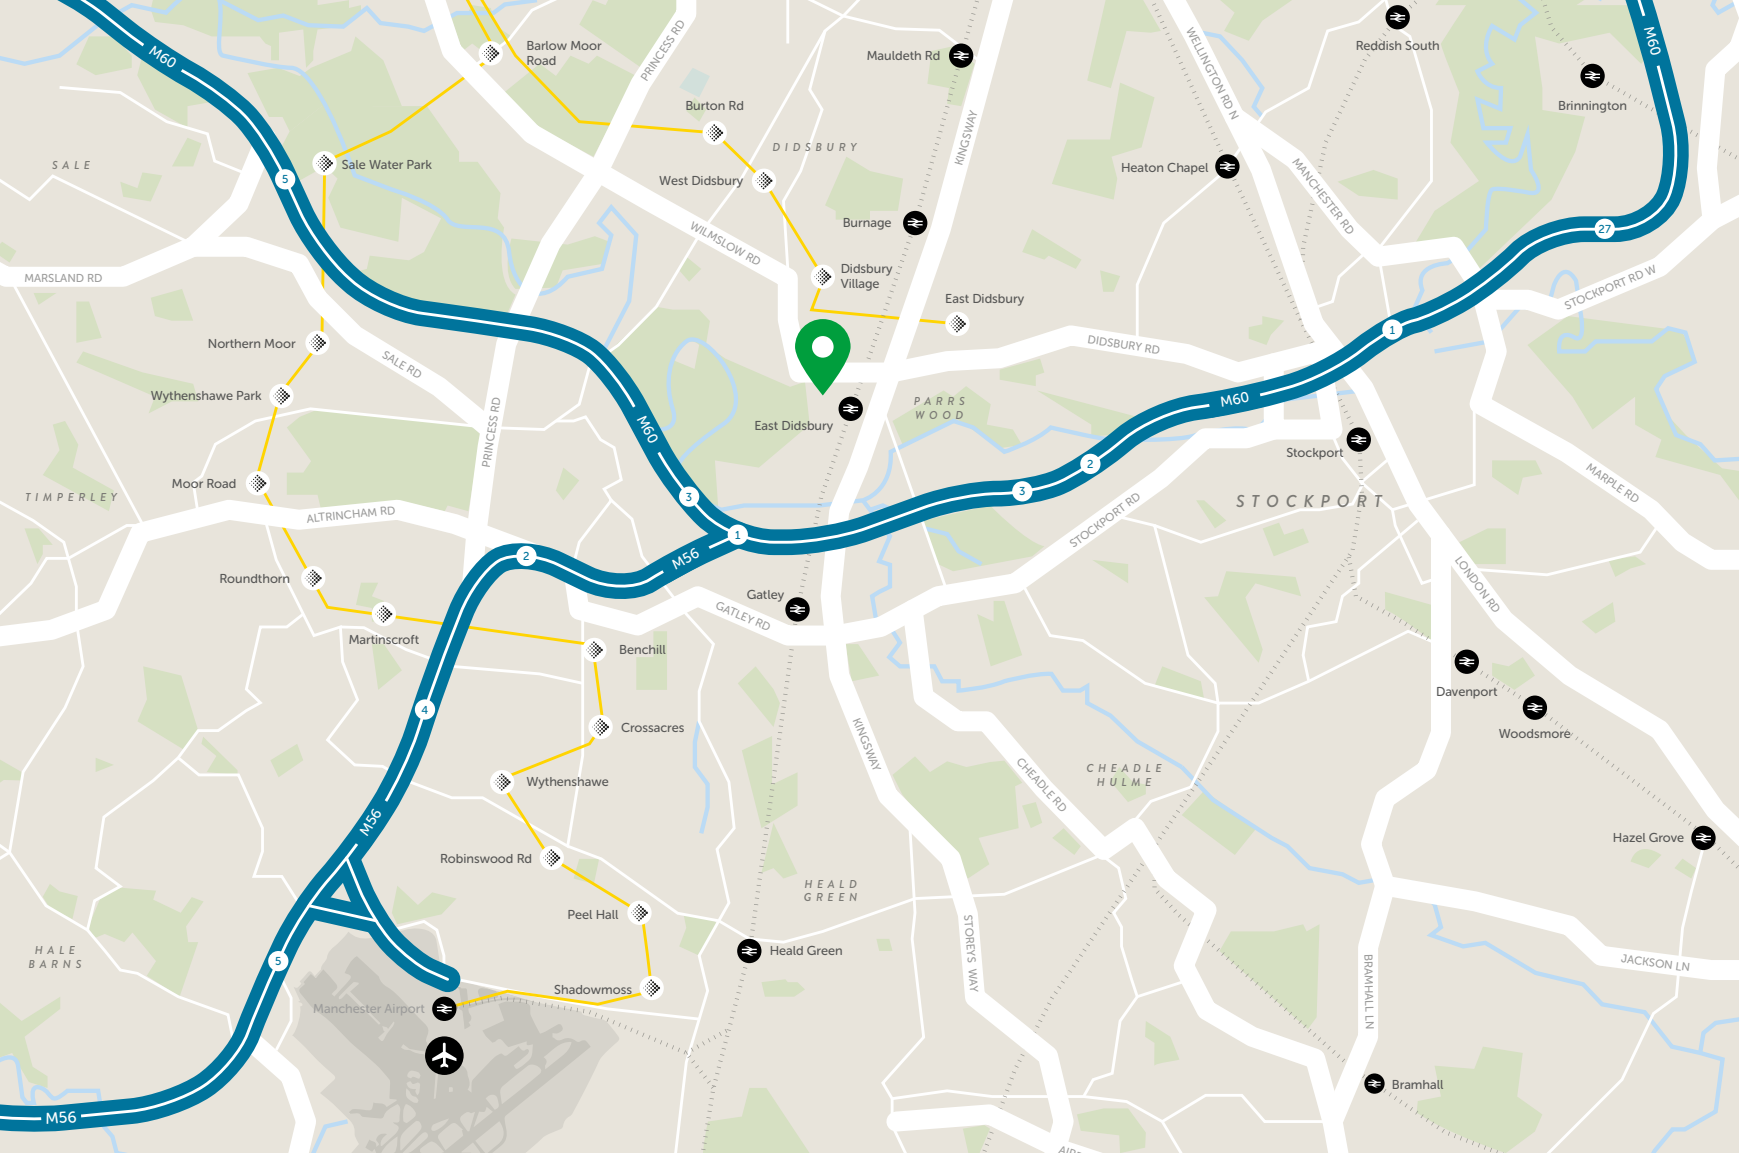 M60
Barlow Moor
Road
PRINCESS RD
Mauldeth Rd
WELLINGTON RD N
Reddish South
M60
Brinnington
Burton Rd
DIDSBURY
KINGSWAY
SALE
Sale Water Park
5
West Didsbury
Heaton Chapel
MANCHESTER RD
Burnage
WILMSLOW RD
27
MARSLAND RD
Didsbury
Village
East Didsbury
STOCKPORT RD W
Northern Moor
SALE RD
DIDSBURY RD
1
Wythenshawe Park
PARRS
WOOD
M60
East Didsbury
M60
PRINCESS RD
Stockport
2
Moor Road
TIMPERLEY
3
3
STOCKPORT
MARPLE RD
ALTRINCHAM RD
STOCKPORT RD
1
2
M56
Roundthorn
Gatley
LONDON RD
GATLEY RD
Martinscroft
Benchill
Davenport
4
Crossacres
Woodsmore
KINGSWAY
CHEADLE
HULME
Wythenshawe
CHEADLE RD
M56
Hazel Grove
Robinswood Rd
HEALD
GREEN
Peel Hall
HALE
BARNS
Heald Green
STOREYS WAY
5
JACKSON LN
BRAMHALL LN
Shadowmoss
Manchester Airport
Bramhall
M56